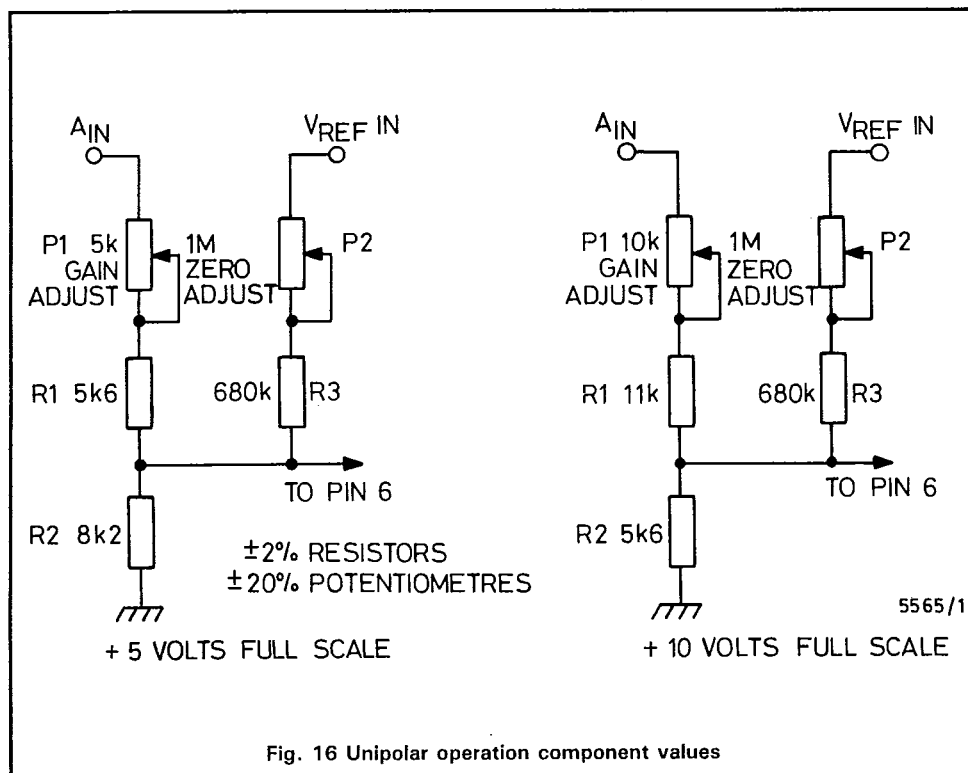 AIN
VREF IN
P1 5k
GAIN
ADJUST
1M
ZERO
ADJUST
P2
R1 5k6
680k R3
TO PIN 6
R2 8k2
±2% RESISTORS
±20% POTENTIOMETRES
+ 5 VOLTS FULL SCALE
AIN
VREF IN
P1 10k
GAIN
ADJUST
1M
ZERO
ADJUST
P2
R1 11k
680k R3
TO PIN 6
R2 5k6
5565/1
+ 10 VOLTS FULL SCALE
Fig. 16 Unipolar operation component values